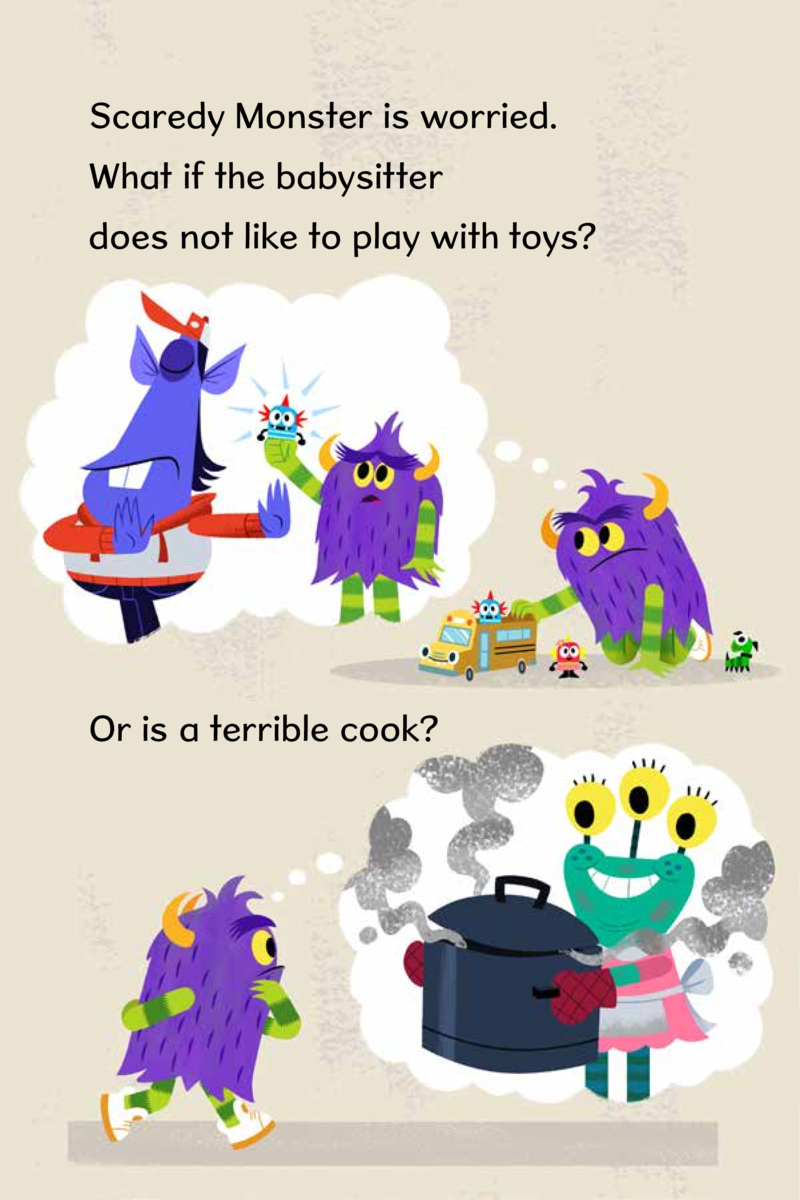 Scaredy Monster is worried.
What if the babysitter
does not like to play with toys?
Or is a terrible cook?